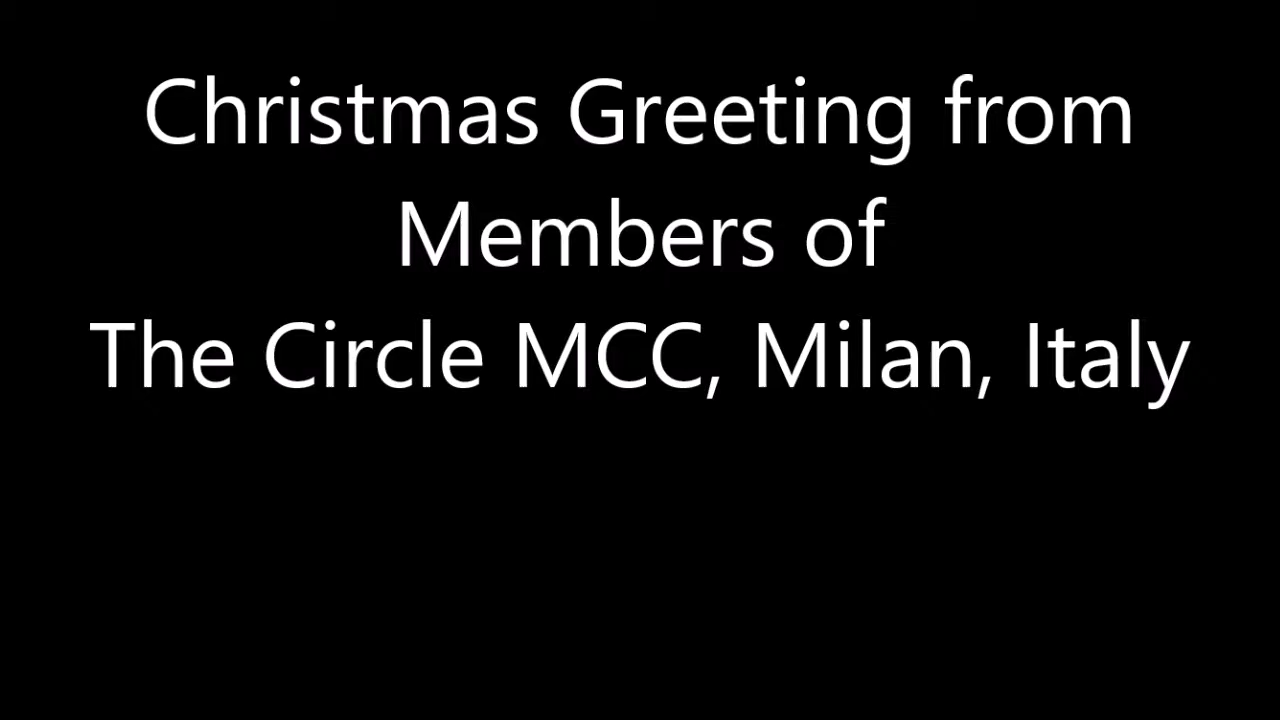 Christmas Greeting from
Members of
The Circle MCC, Milan, Italy